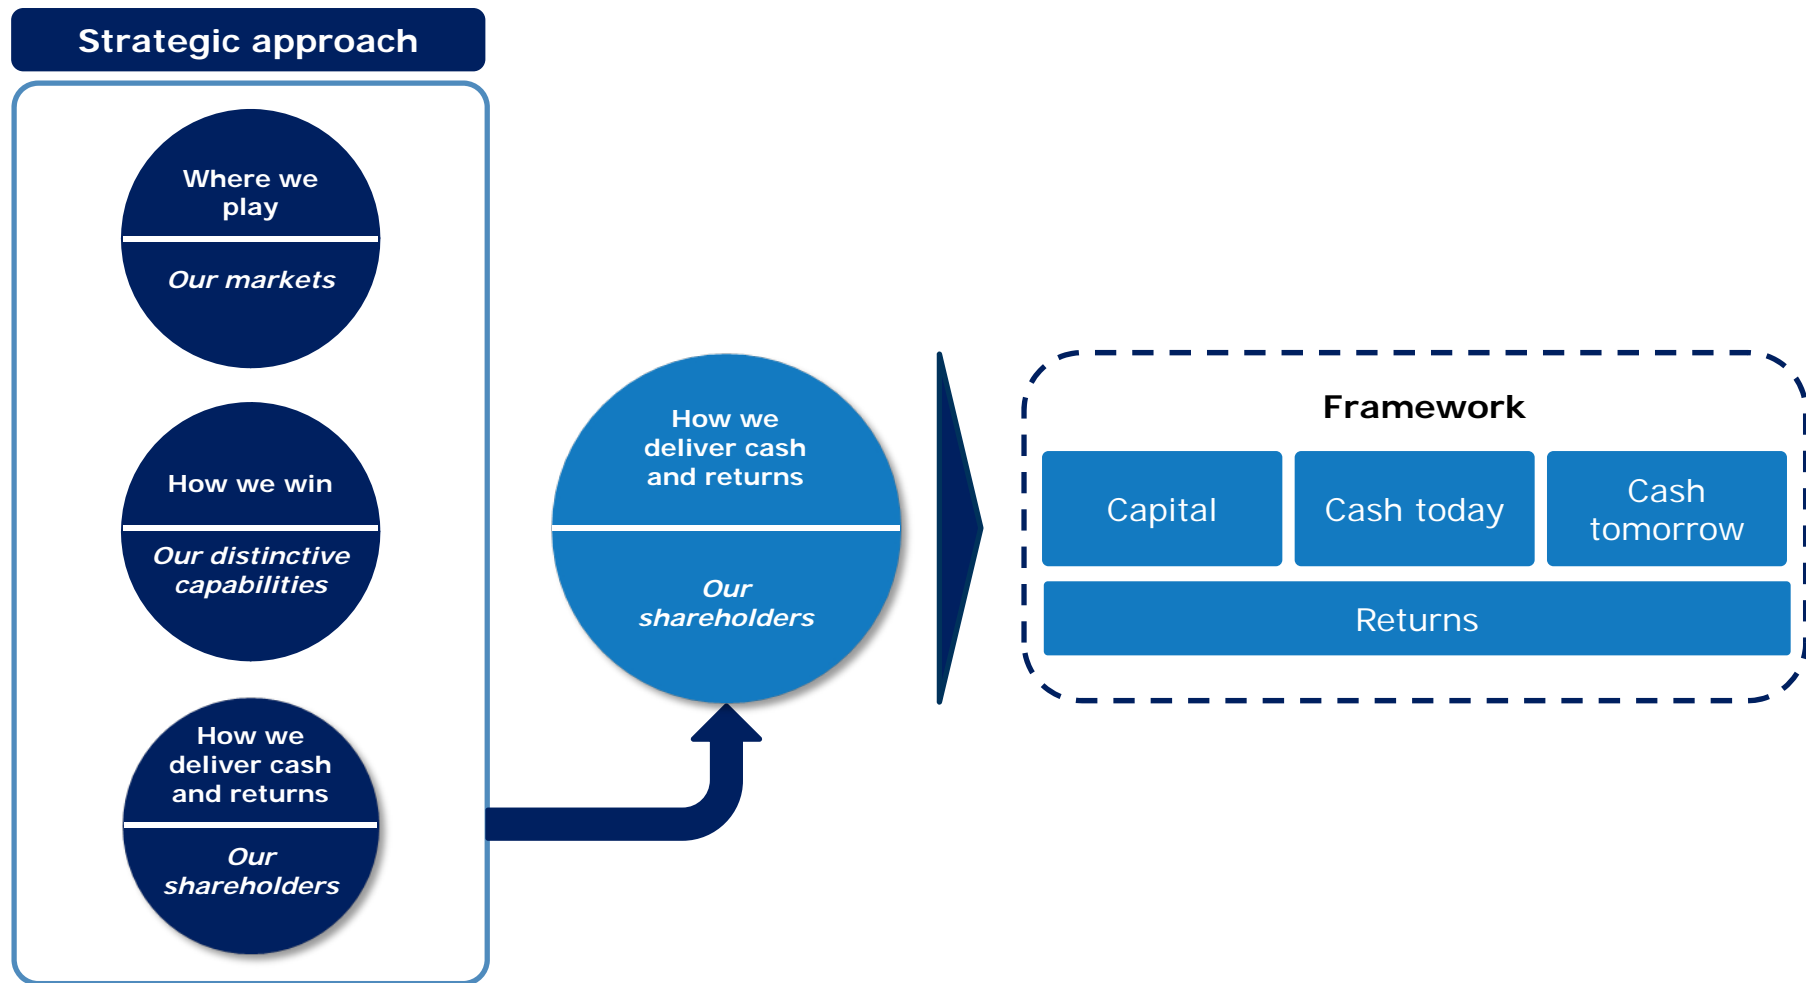 Strategic approach
Where we
play
Our markets
How we win
Our distinctive
capabilities
How we
deliver cash
and returns
Our
shareholders
How we
deliver cash
and returns
Our
shareholders
Framework
Capital
Cash today
Cash
tomorrow
Returns